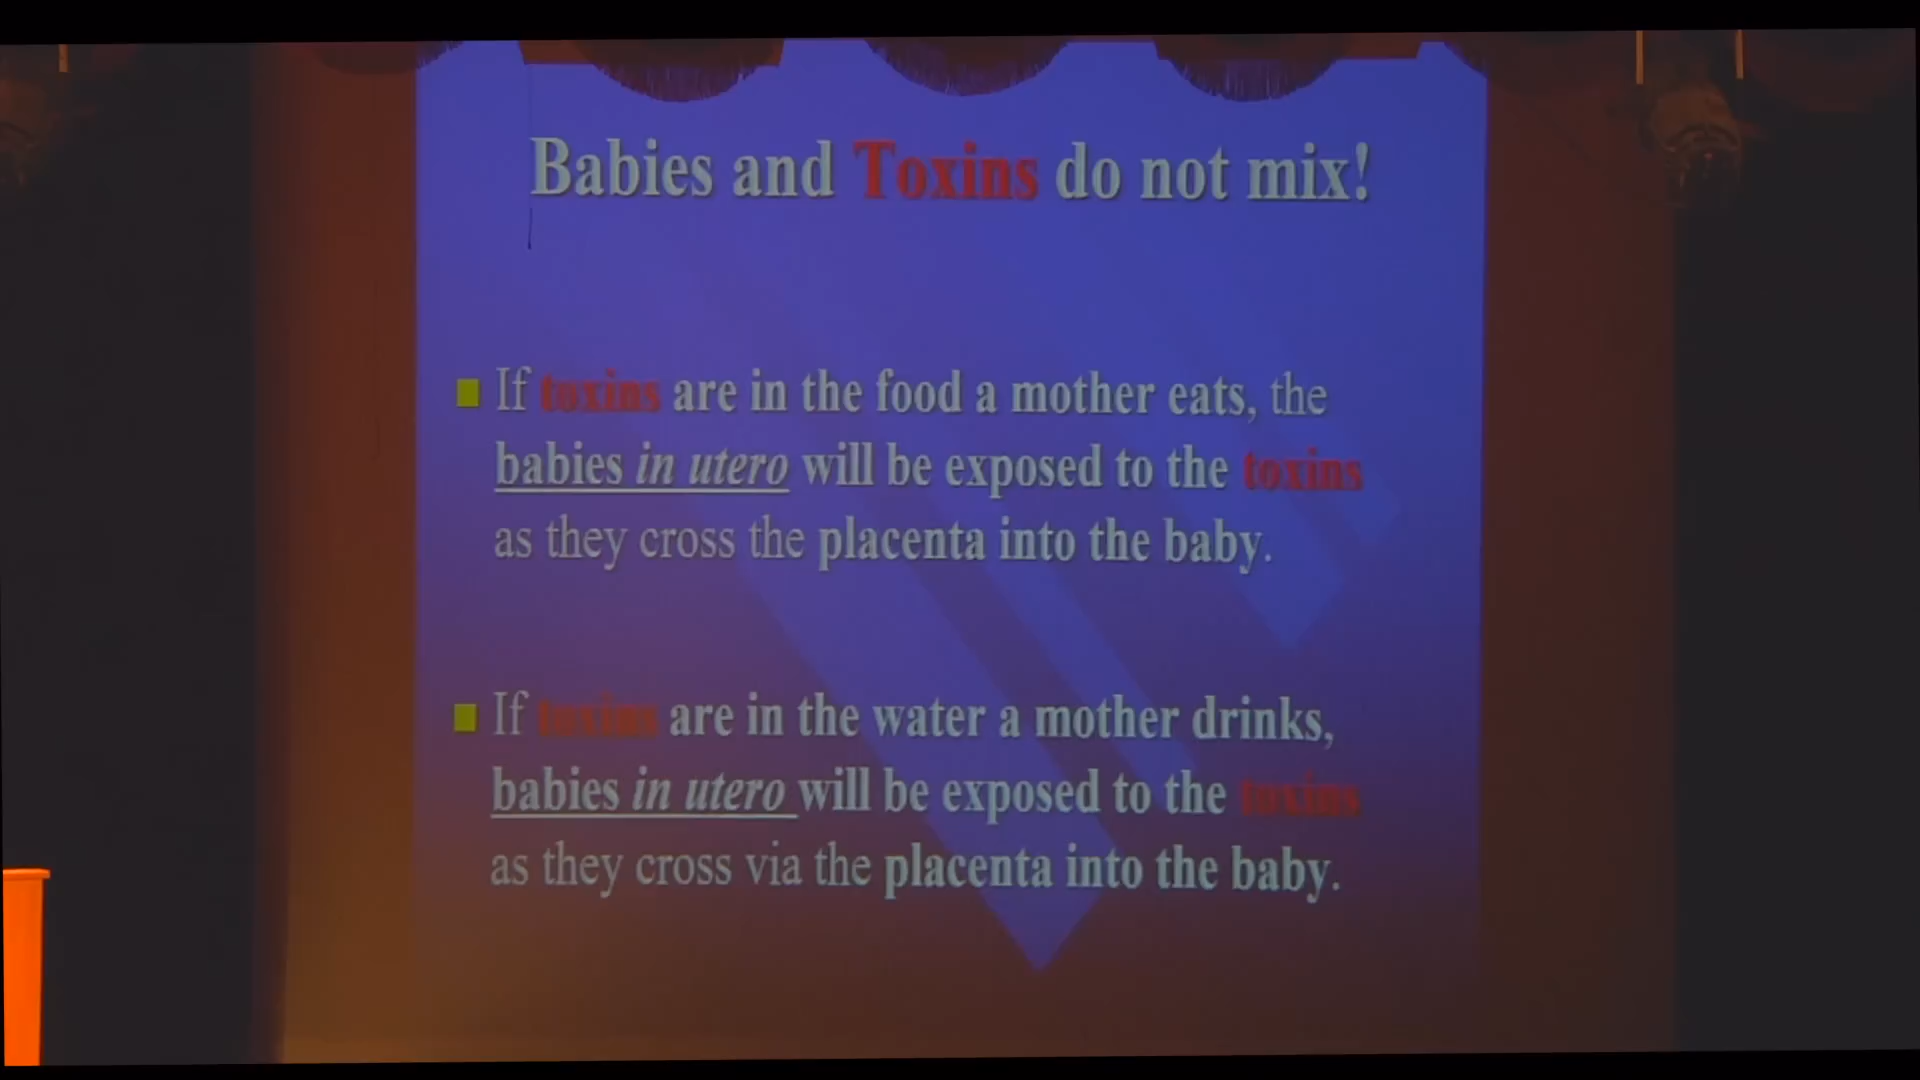 Babies and Toxins do not mix!
If toxins are in the food a mother eats, the
babies in utero will be exposed to the toxins
as they cross the placenta into the baby.
If toxins are in the water a mother drinks,
babies in utero will be exposed to the toxins
as they cross via the placenta into the baby.